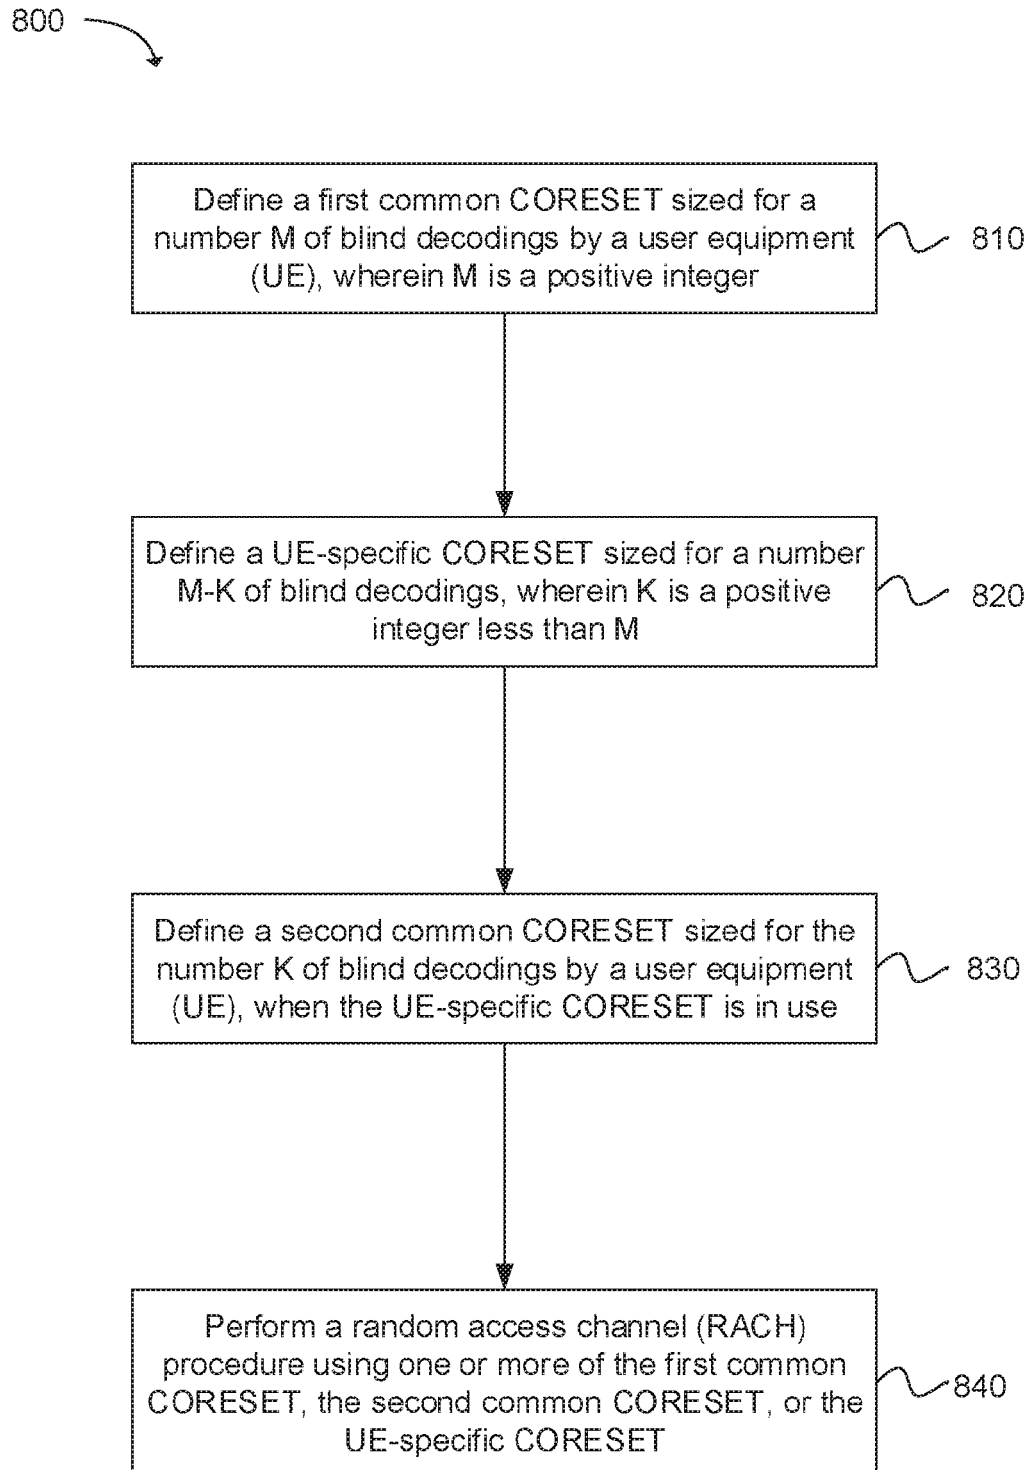 800
Define a first common CORESET sized for a
number M of blind decodings by a user equipment
(UE), wherein M is a positive integer
810
Define a UE-specific CORESET sized for a number
M-K of blind decodings, wherein K is a positive
integer less than M
820
Define a second common CORESET sized for the
number K of blind decodings by a user equipment
(UE), when the UE-specific CORESET is in use
830
Perform a random access channel (RACH)
procedure using one or more of the first common
CORESET, the second common CORESET, or the
UE-specific CORESET
840